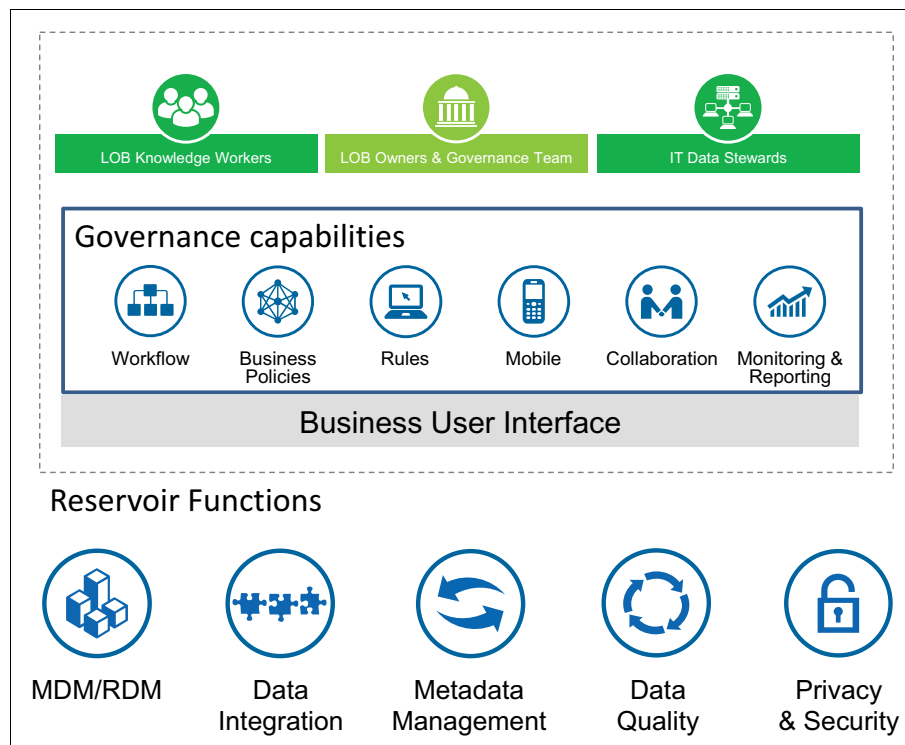 LOB Knowledge Workers
LOB Owners & Governance Team
IT Data Stewards
Governance capabilities
Workflow
Business
Policies
Rules
Mobile
Collaboration
Monitoring &
Reporting
Business User Interface
Reservoir Functions
MDM/RDM
Data
Integration
Metadata
Management
Data
Quality
Privacy
& Security